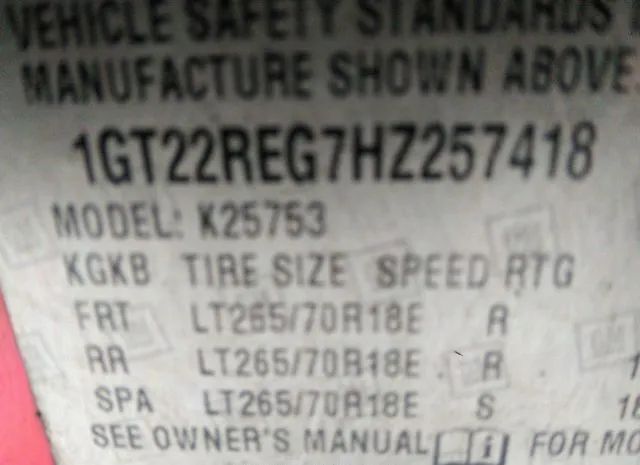 VEHICLE SAFETY STANDARDS
MANUFACTURE SHOWN ABOVE
1GT22REG7HZ257418
MODEL: K25753
KGKB TIRE SIZE SPEED RTG
FRT LT265/70R18E R
RR LT265/70R18E R
SPA LT265/70R18E S
SEE OWNER'S MANUAL i FOR MO